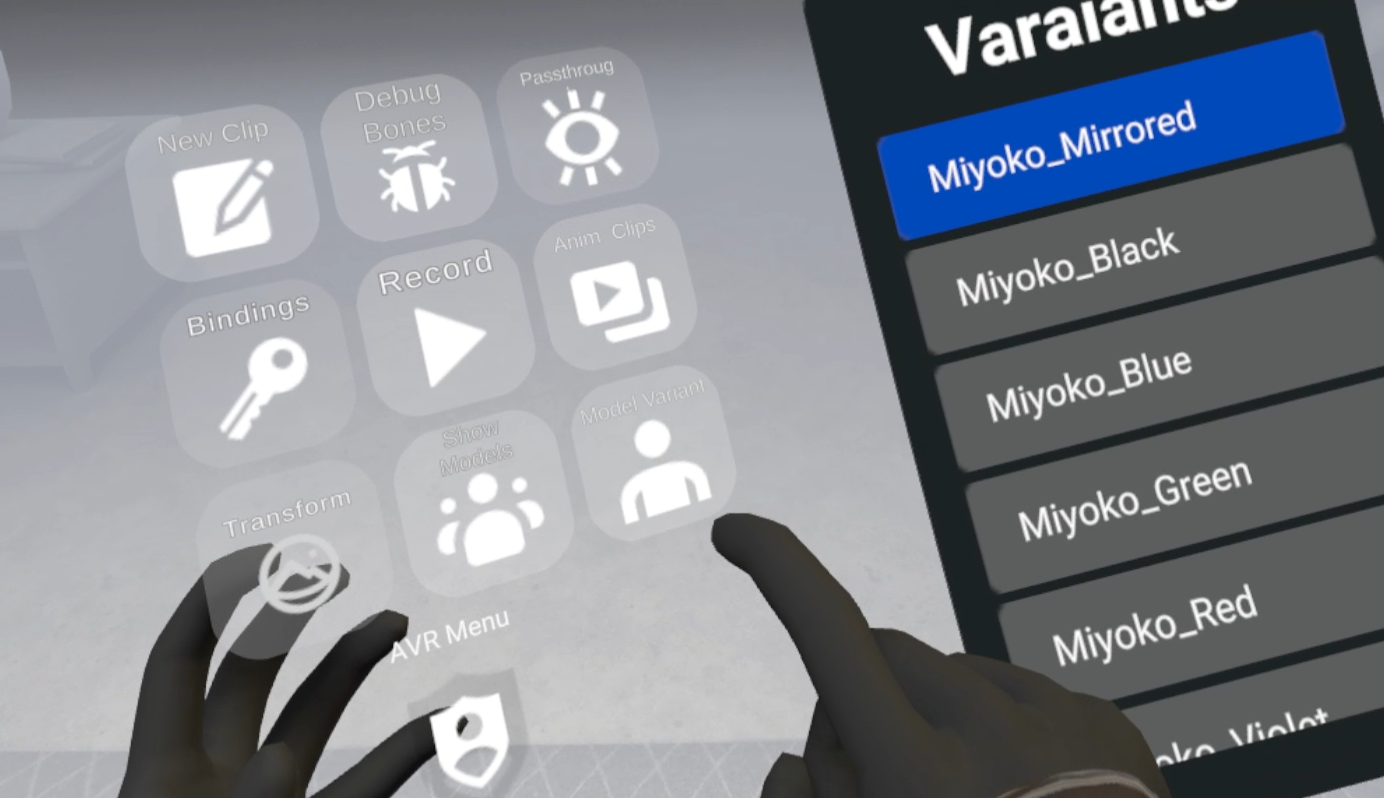 New Clip
Debug
Bones
Passthroug
Bindings
Record
Anim Clips
Transform
Show
Models
Model Variant
AVR Menu
Varaiants
Miyoko_Mirrored
Miyoko_Black
Miyoko_Blue
Miyoko_Green
Miyoko_Red
oko_Violet